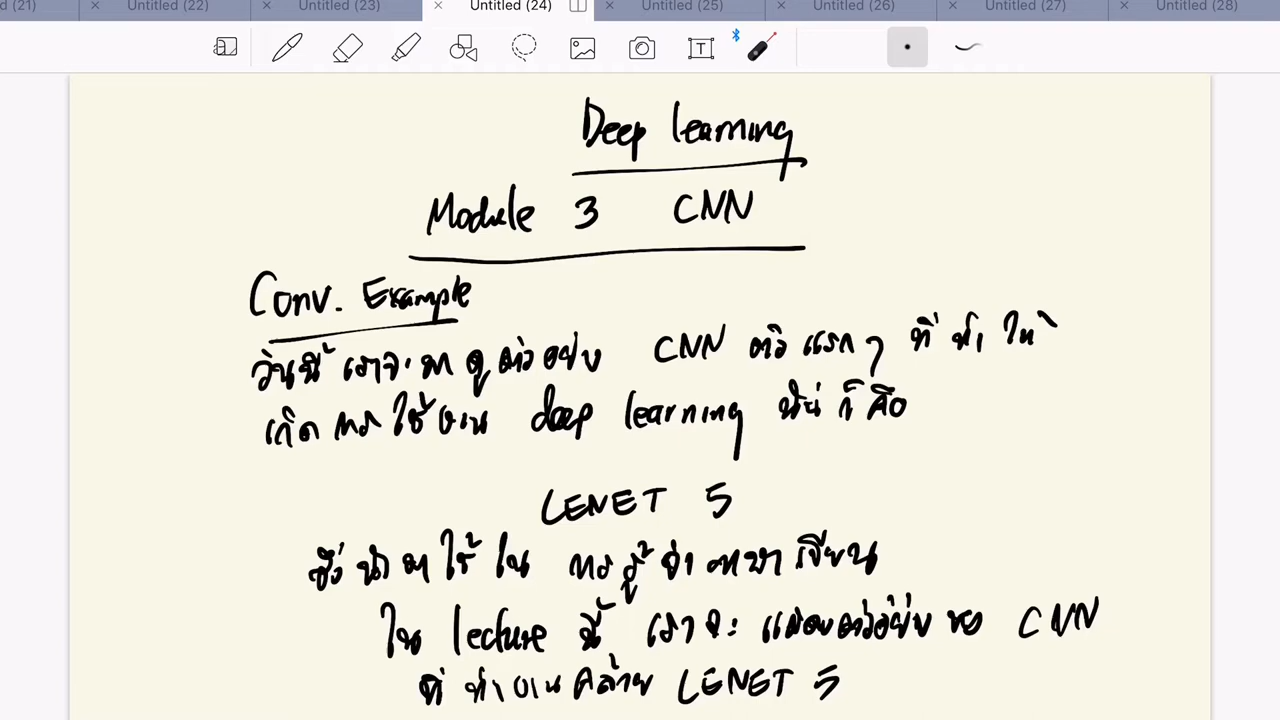 (21) Untitled (22) Untitled (23) Untitled (24) Untitled (25) Untitled (26) Untitled (27) Untitled (28)
T
Deep learning
Module 3 CNN
Conv. Example
วันนี้ เราจะมาดูตัวอย่าง CNN ตัวแรกๆ ที่ ทำให้
เกิดการใช้งาน deep learning นั่นก็คือ
LENET 5
ซึ่งนำมาใช้ใน การรู้จำลายมือเขียน
ใน lecture นี้ เราจะ แสดงตัวอย่างของ CNN
ที่ ทำงานคล้าย LENET 5